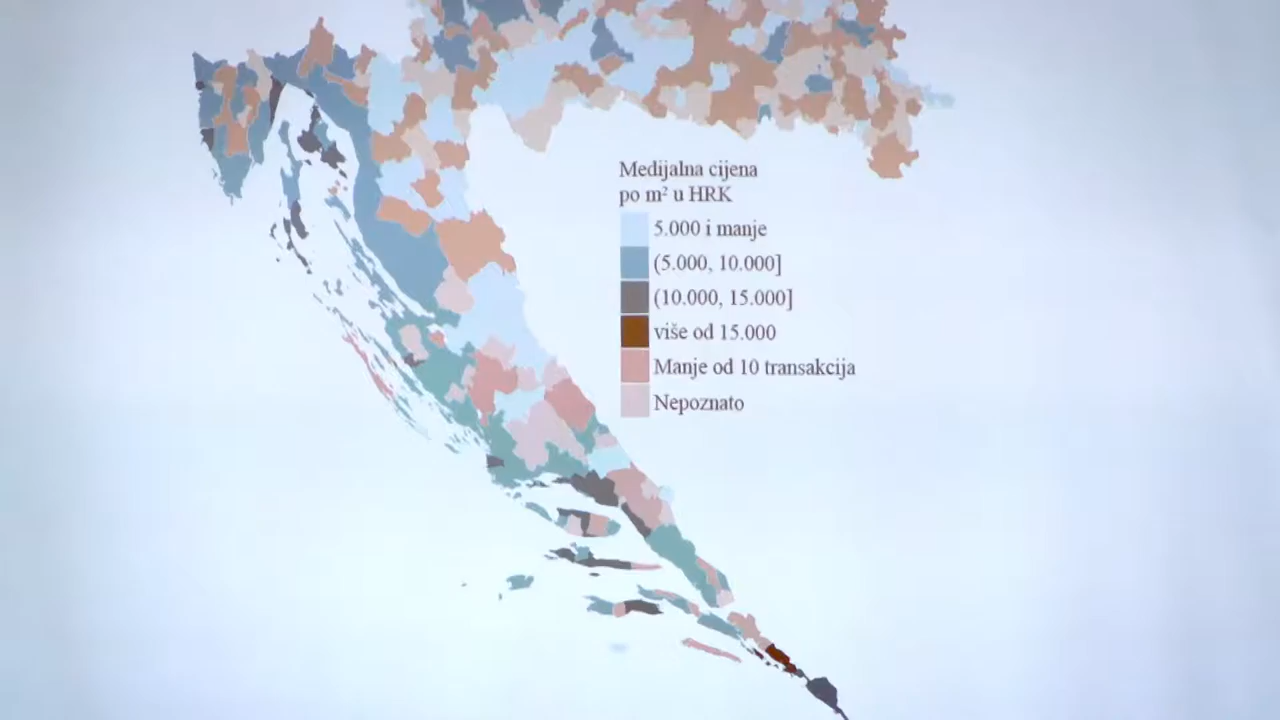 Medijalna cijena
po m² u HRK
5.000 i manje
(5.000, 10.000]
(10.000, 15.000]
više od 15.000
Manje od 10 transakcija
Nepoznato